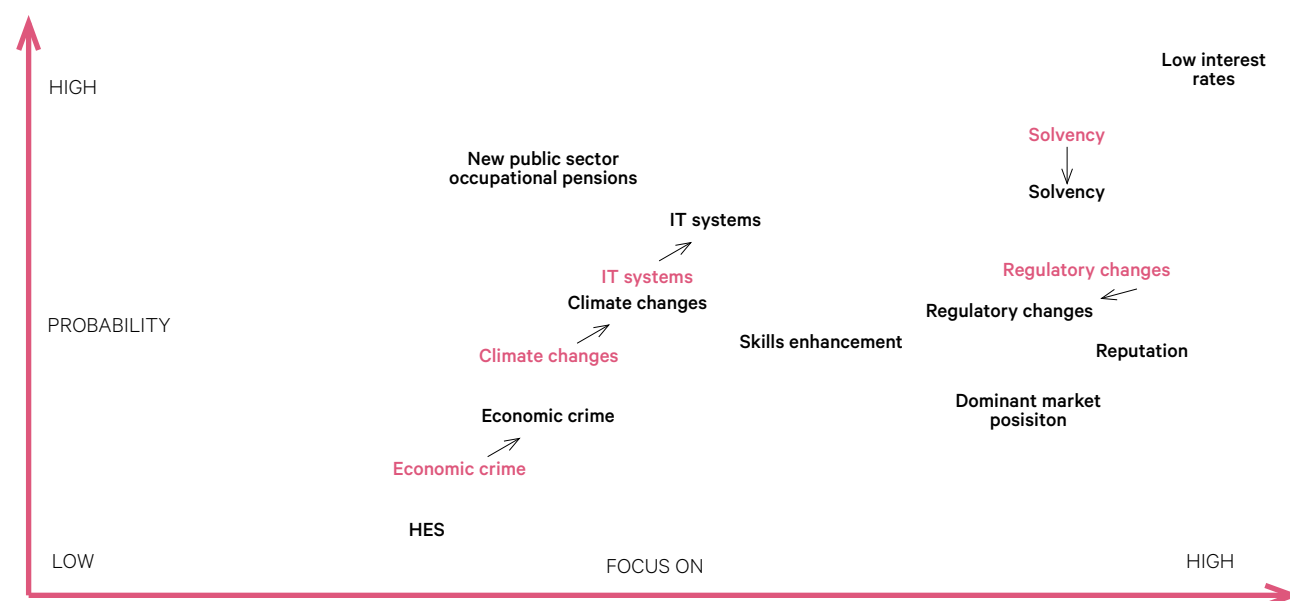 Low interest
rates
HIGH
Solvency
New public sector
occupational pensions
Solvency
IT systems
Regulatory changes
IT systems
Climate changes
Regulatory changes
PROBABILITY
Skills enhancement
Reputation
Climate changes
Dominant market
posisiton
Economic crime
Economic crime
HES
LOW
FOCUS ON
HIGH